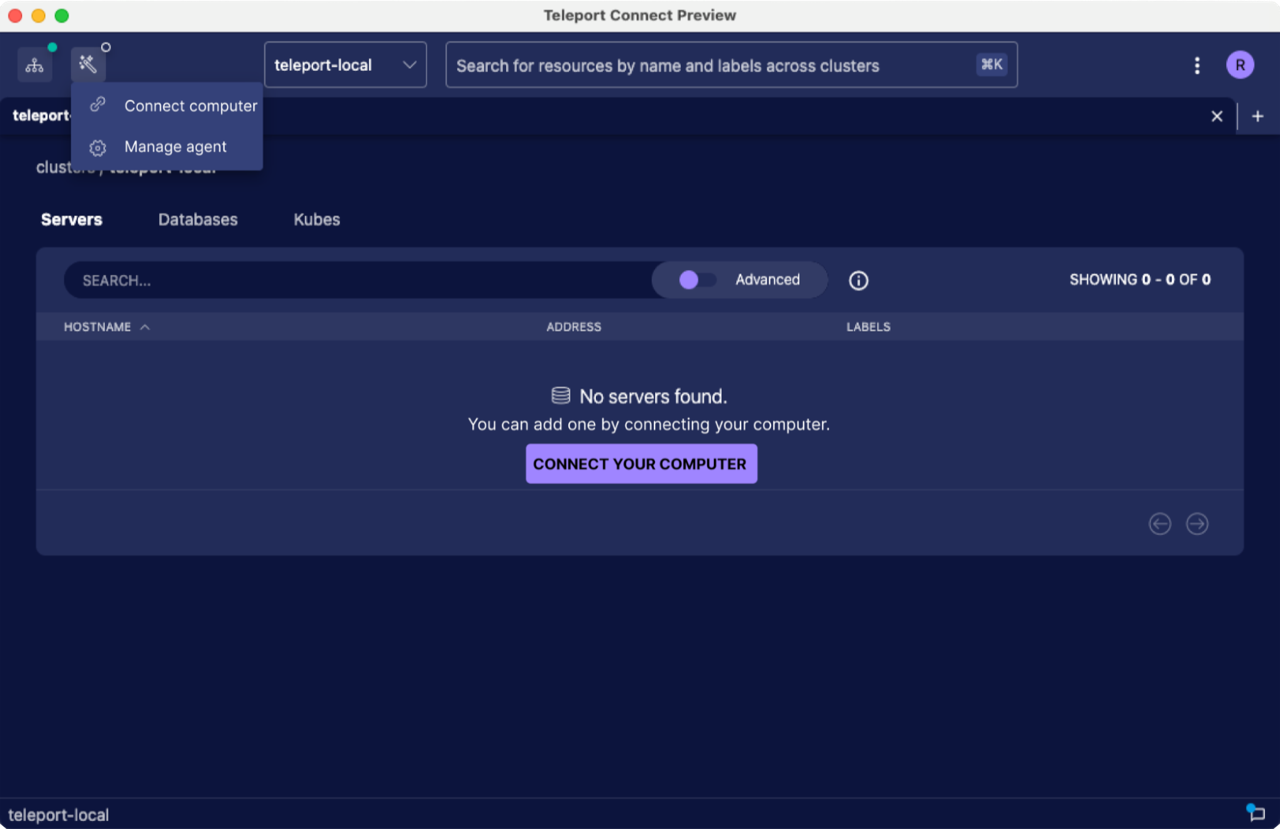 Teleport Connect Preview
teleport-local
Search for resources by name and labels across clusters
⌘K
R
Connect computer
Manage agent
teleport-
clusters / teleport-local
Servers
Databases
Kubes
SEARCH...
Advanced
SHOWING 0 - 0 OF 0
HOSTNAME
ADDRESS
LABELS
No servers found.
You can add one by connecting your computer.
CONNECT YOUR COMPUTER
teleport-local